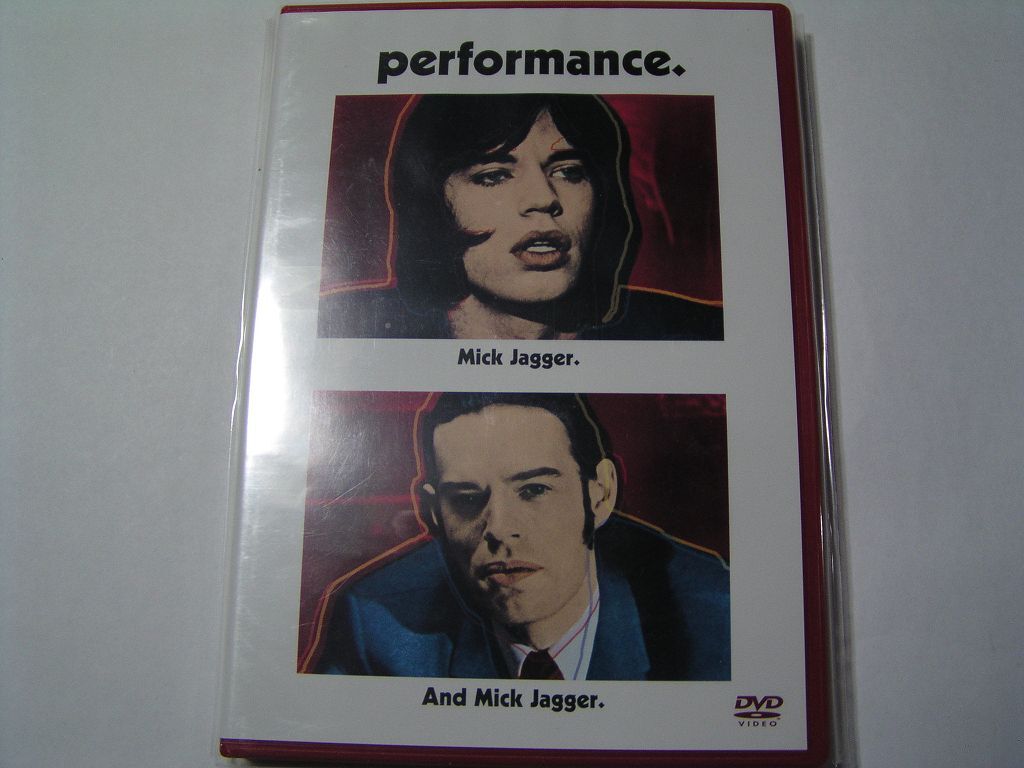 performance.
Mick Jagger.
And Mick Jagger.
DVD
VIDEO